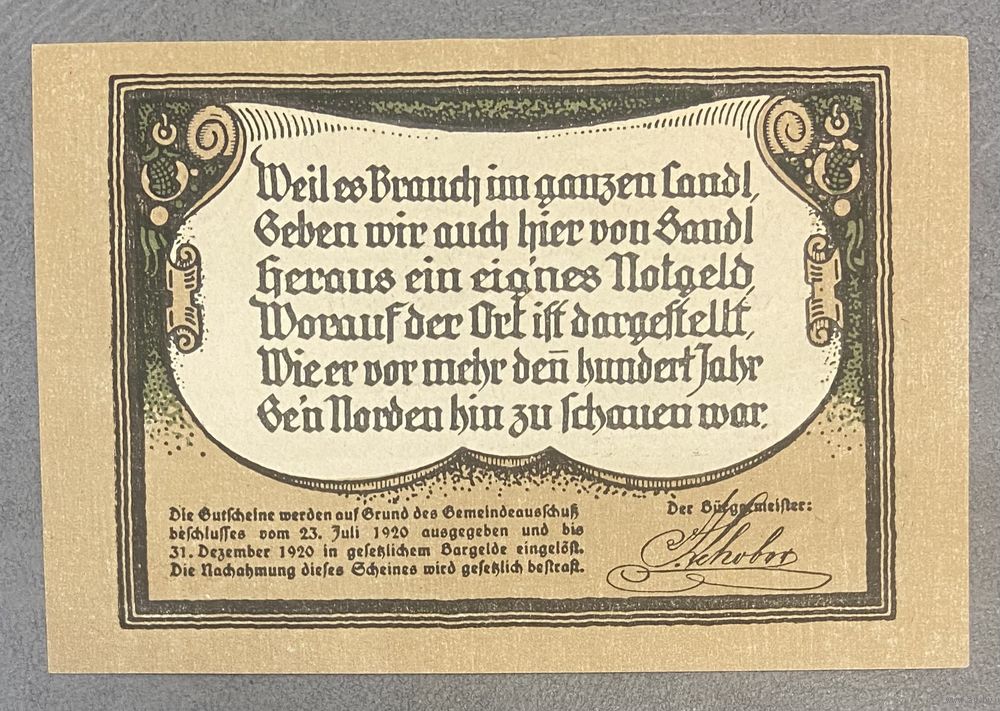 Weil es Brauch im ganzen Landl,
Geben wir auch hier von Sandl
Heraus ein eig'nes Notgeld,
Worauf der Ort ist dargestellt,
Wie er vor mehr den̄ hundert Jahr
Ge'n Norden hin zu schauen war.
Die Gutscheine werden auf Grund des Gemeindeausschuß
beschlusses vom 23. Juli 1920 ausgegeben und bis
31. Dezember 1920 in gesetzlichem Bargelde eingelöst.
Die Nachahmung dieses Scheines wird gesetzlich bestraft.
Der Bürgermeister:
Schober